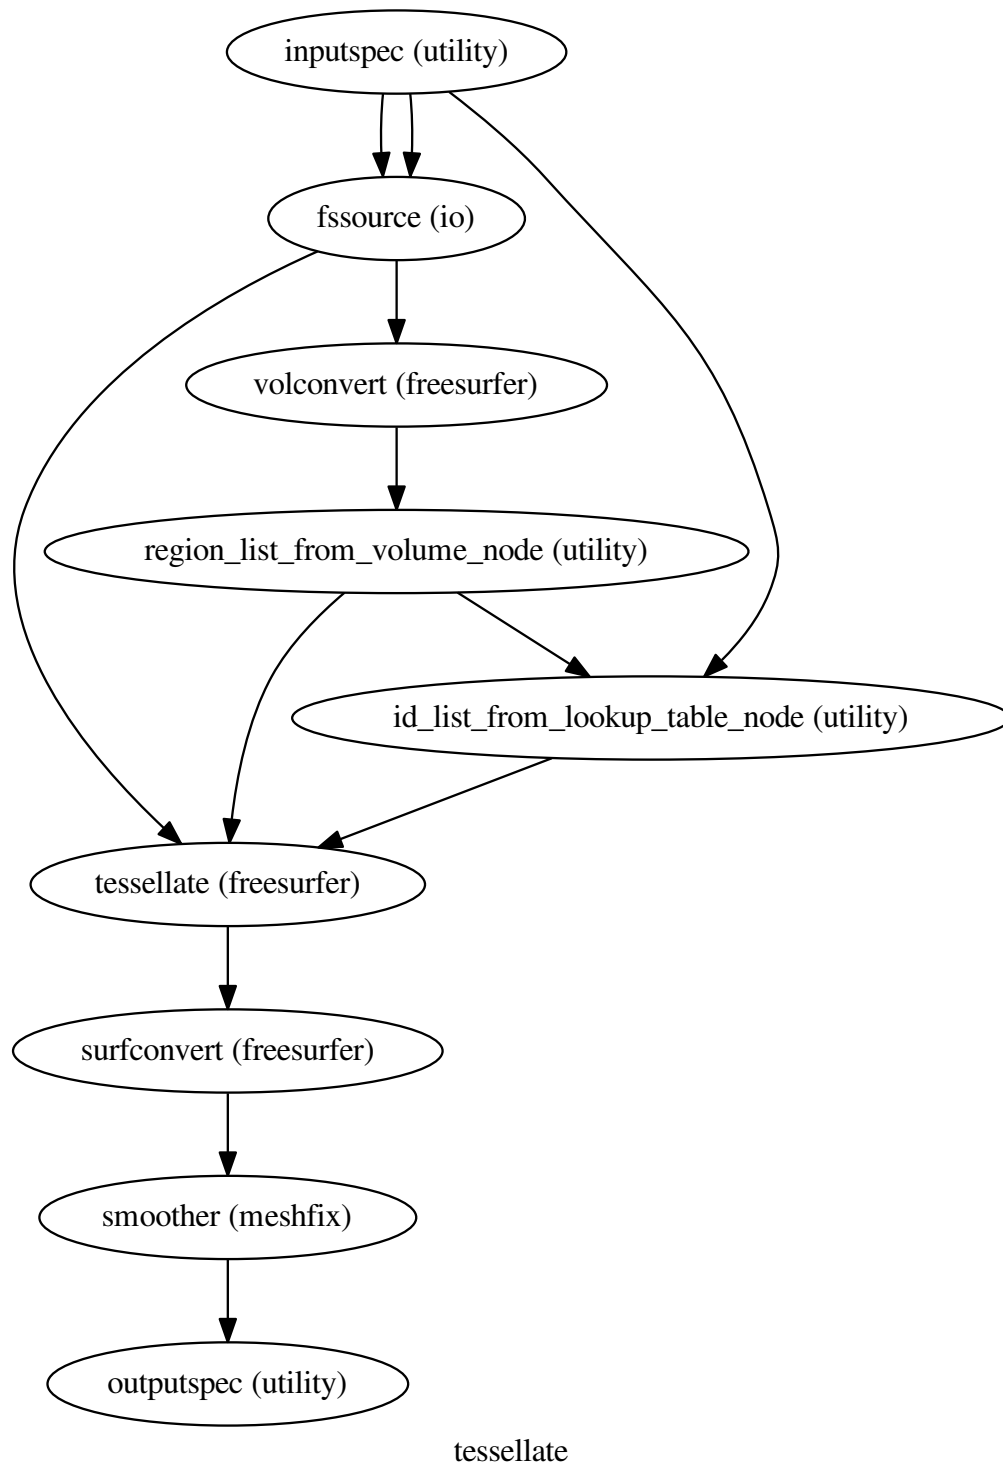 inputspec (utility)
fssource (io)
volconvert (freesurfer)
region_list_from_volume_node (utility)
id_list_from_lookup_table_node (utility)
tessellate (freesurfer)
surfconvert (freesurfer)
smoother (meshfix)
outputspec (utility)
tessellate